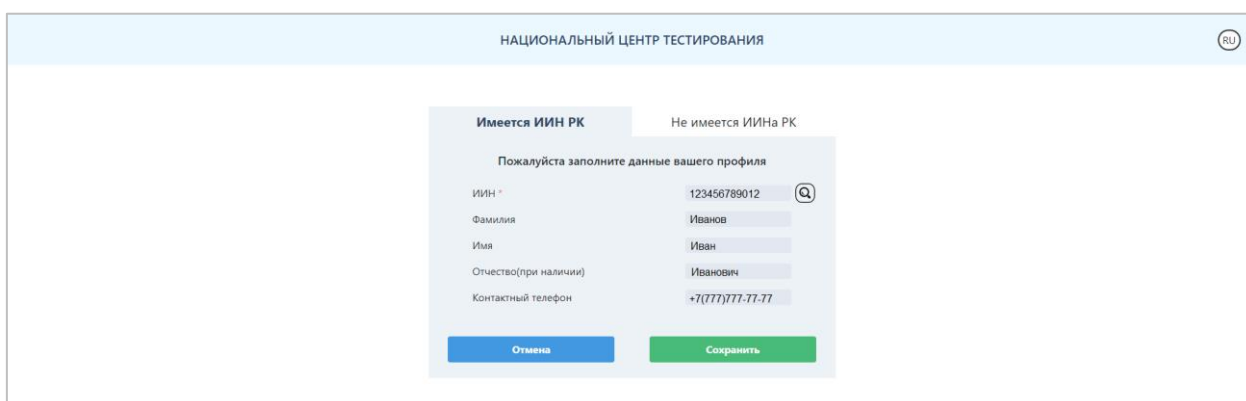 НАЦИОНАЛЬНЫЙ ЦЕНТР ТЕСТИРОВАНИЯ
RU
Имеется ИИН РК
Не имеется ИИНа РК
Пожалуйста заполните данные вашего профиля
ИИН * 123456789012
Фамилия Иванов
Имя Иван
Отчество(при наличии) Иванович
Контактный телефон +7(777)777-77-77
Отмена
Сохранить